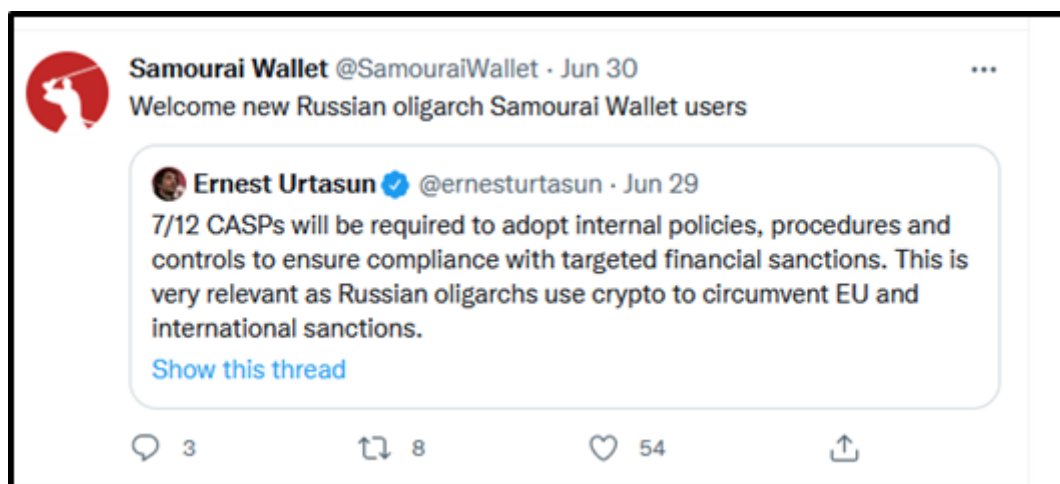 Samourai Wallet @SamouraiWallet · Jun 30
Welcome new Russian oligarch Samourai Wallet users
Ernest Urtasun @ernesturtasun · Jun 29
7/12 CASPs will be required to adopt internal policies, procedures and
controls to ensure compliance with targeted financial sanctions. This is
very relevant as Russian oligarchs use crypto to circumvent EU and
international sanctions.
Show this thread
3 8 54